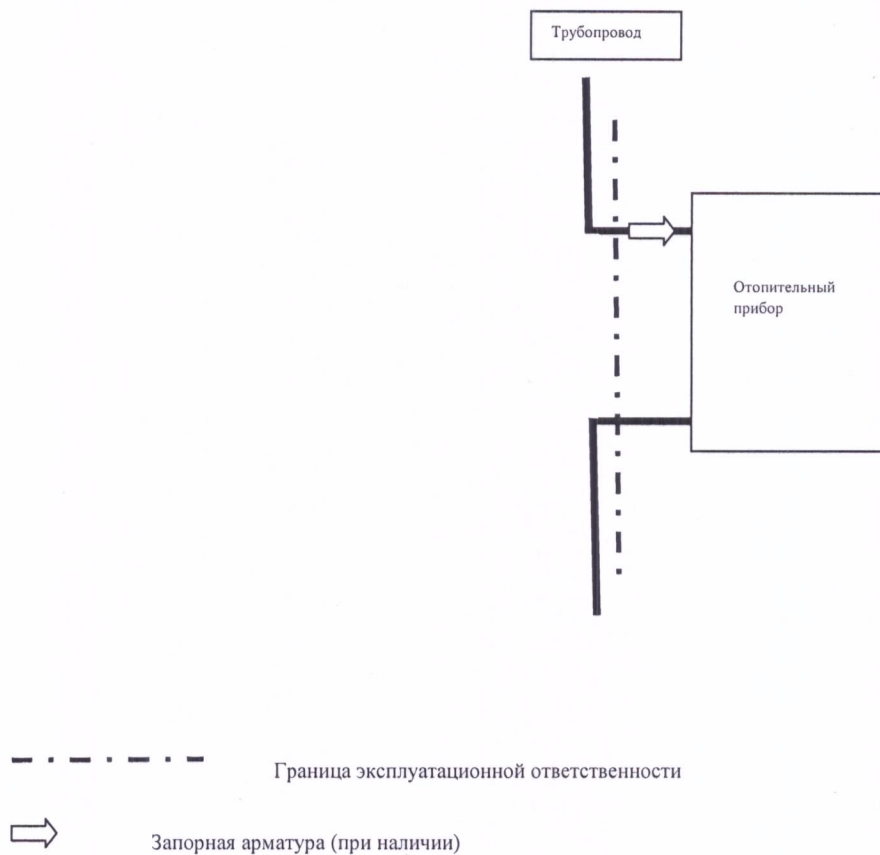 Трубопровод
Отопительный
прибор
Граница эксплуатационной ответственности
Запорная арматура (при наличии)